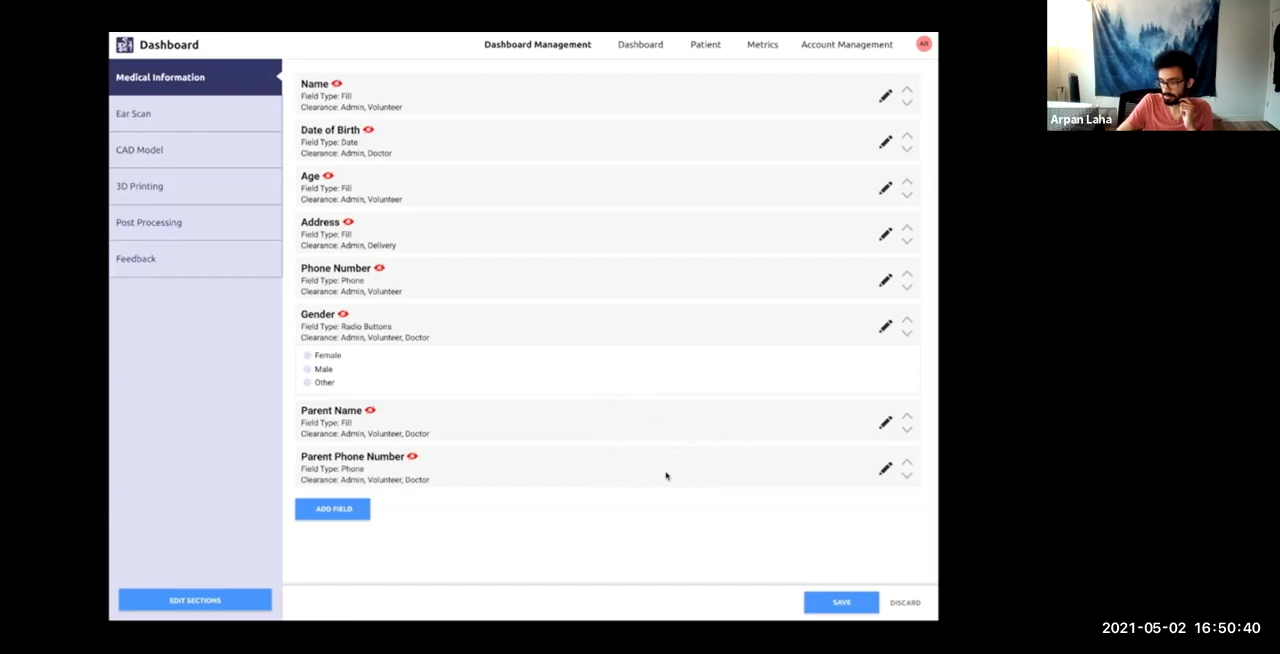 Dashboard
Dashboard Management
Dashboard
Patient
Metrics
Account Management
AR
Medical Information
Ear Scan
CAD Model
3D Printing
Post Processing
Feedback
EDIT SECTIONS
Name
Field Type: Fill
Clearance: Admin, Volunteer
Date of Birth
Field Type: Date
Clearance: Admin, Doctor
Age
Field Type: Fill
Clearance: Admin, Volunteer
Address
Field Type: Fill
Clearance: Admin, Delivery
Phone Number
Field Type: Phone
Clearance: Admin, Volunteer
Gender
Field Type: Radio Buttons
Clearance: Admin, Volunteer, Doctor
Female
Male
Other
Parent Name
Field Type: Fill
Clearance: Admin, Volunteer, Doctor
Parent Phone Number
Field Type: Phone
Clearance: Admin, Volunteer, Doctor
ADD FIELD
SAVE
DISCARD
Arpan Laha
2021-05-02 16:50:40